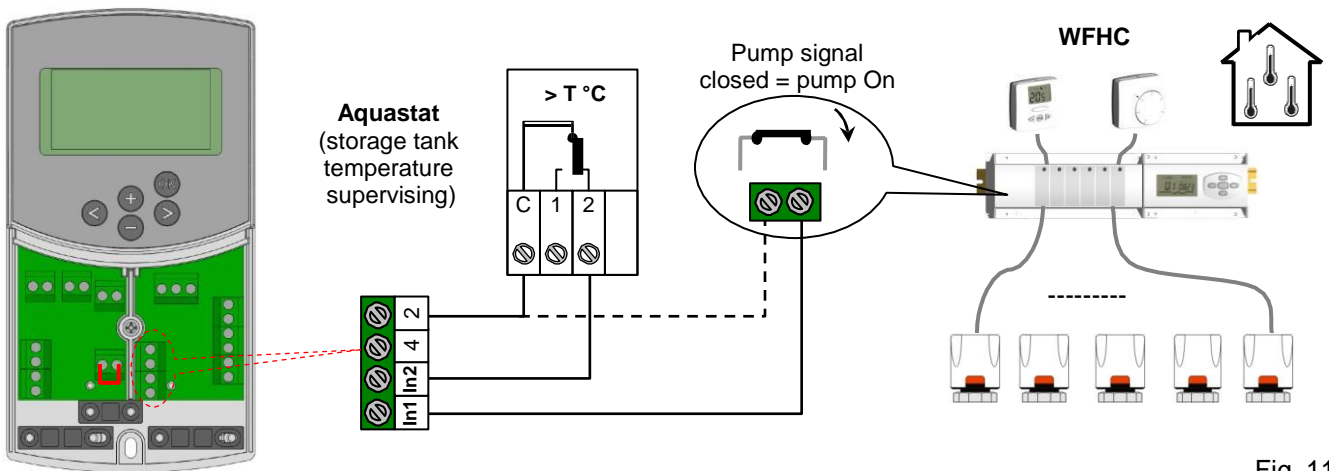 WFHC
Pump signal
closed = pump On
> T °C
Aquastat
(storage tank
temperature
supervising)
C 1 2
2
4
In2
In1
OK
+
<
>
−
Fig. 11